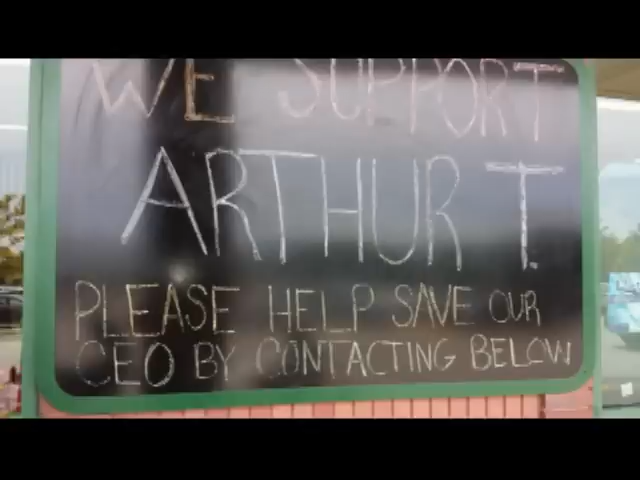 WE SUPPORT
ARTHUR T.
PLEASE HELP SAVE OUR
CEO BY CONTACTING BELOW